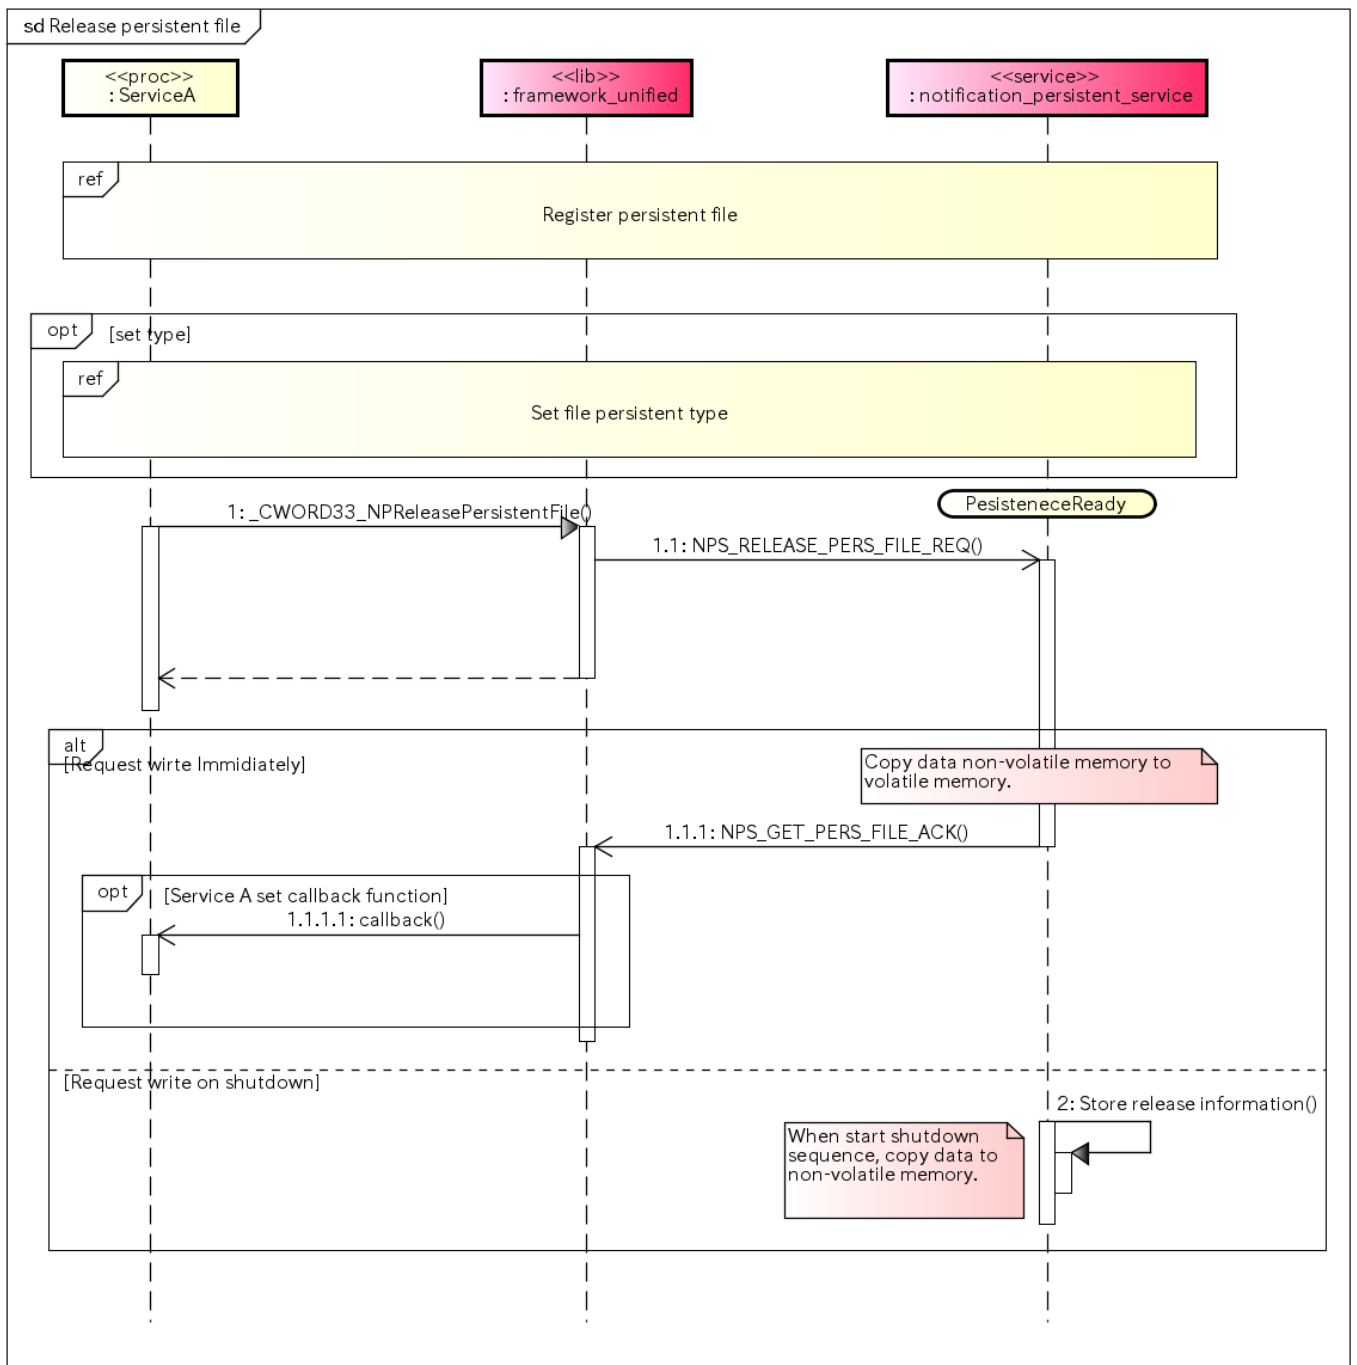 sd Release persistent file
<<proc>>
: ServiceA
<<lib>>
: framework_unified
<<service>>
: notification_persistent_service
ref
Register persistent file
opt
[set type]
ref
Set file persistent type
PesisteneceReady
1: _CWORD33_NPReleasePersistentFile()
1.1: NPS_RELEASE_PERS_FILE_REQ()
alt
[Request wirte Immidiately]
Copy data non-volatile memory to
volatile memory.
1.1.1: NPS_GET_PERS_FILE_ACK()
opt
[Service A set callback function]
1.1.1.1: callback()
[Request write on shutdown]
2: Store release information()
When start shutdown
sequence, copy data to
non-volatile memory.